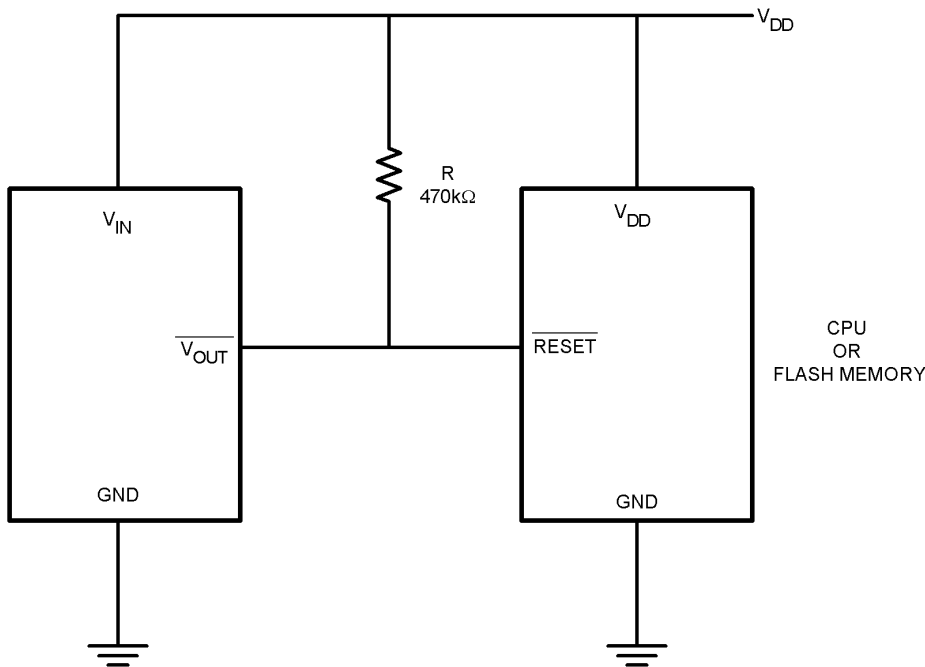 VDD
R
470kΩ
VIN
VDD
VOUT
RESET
CPU
OR
FLASH MEMORY
GND
GND